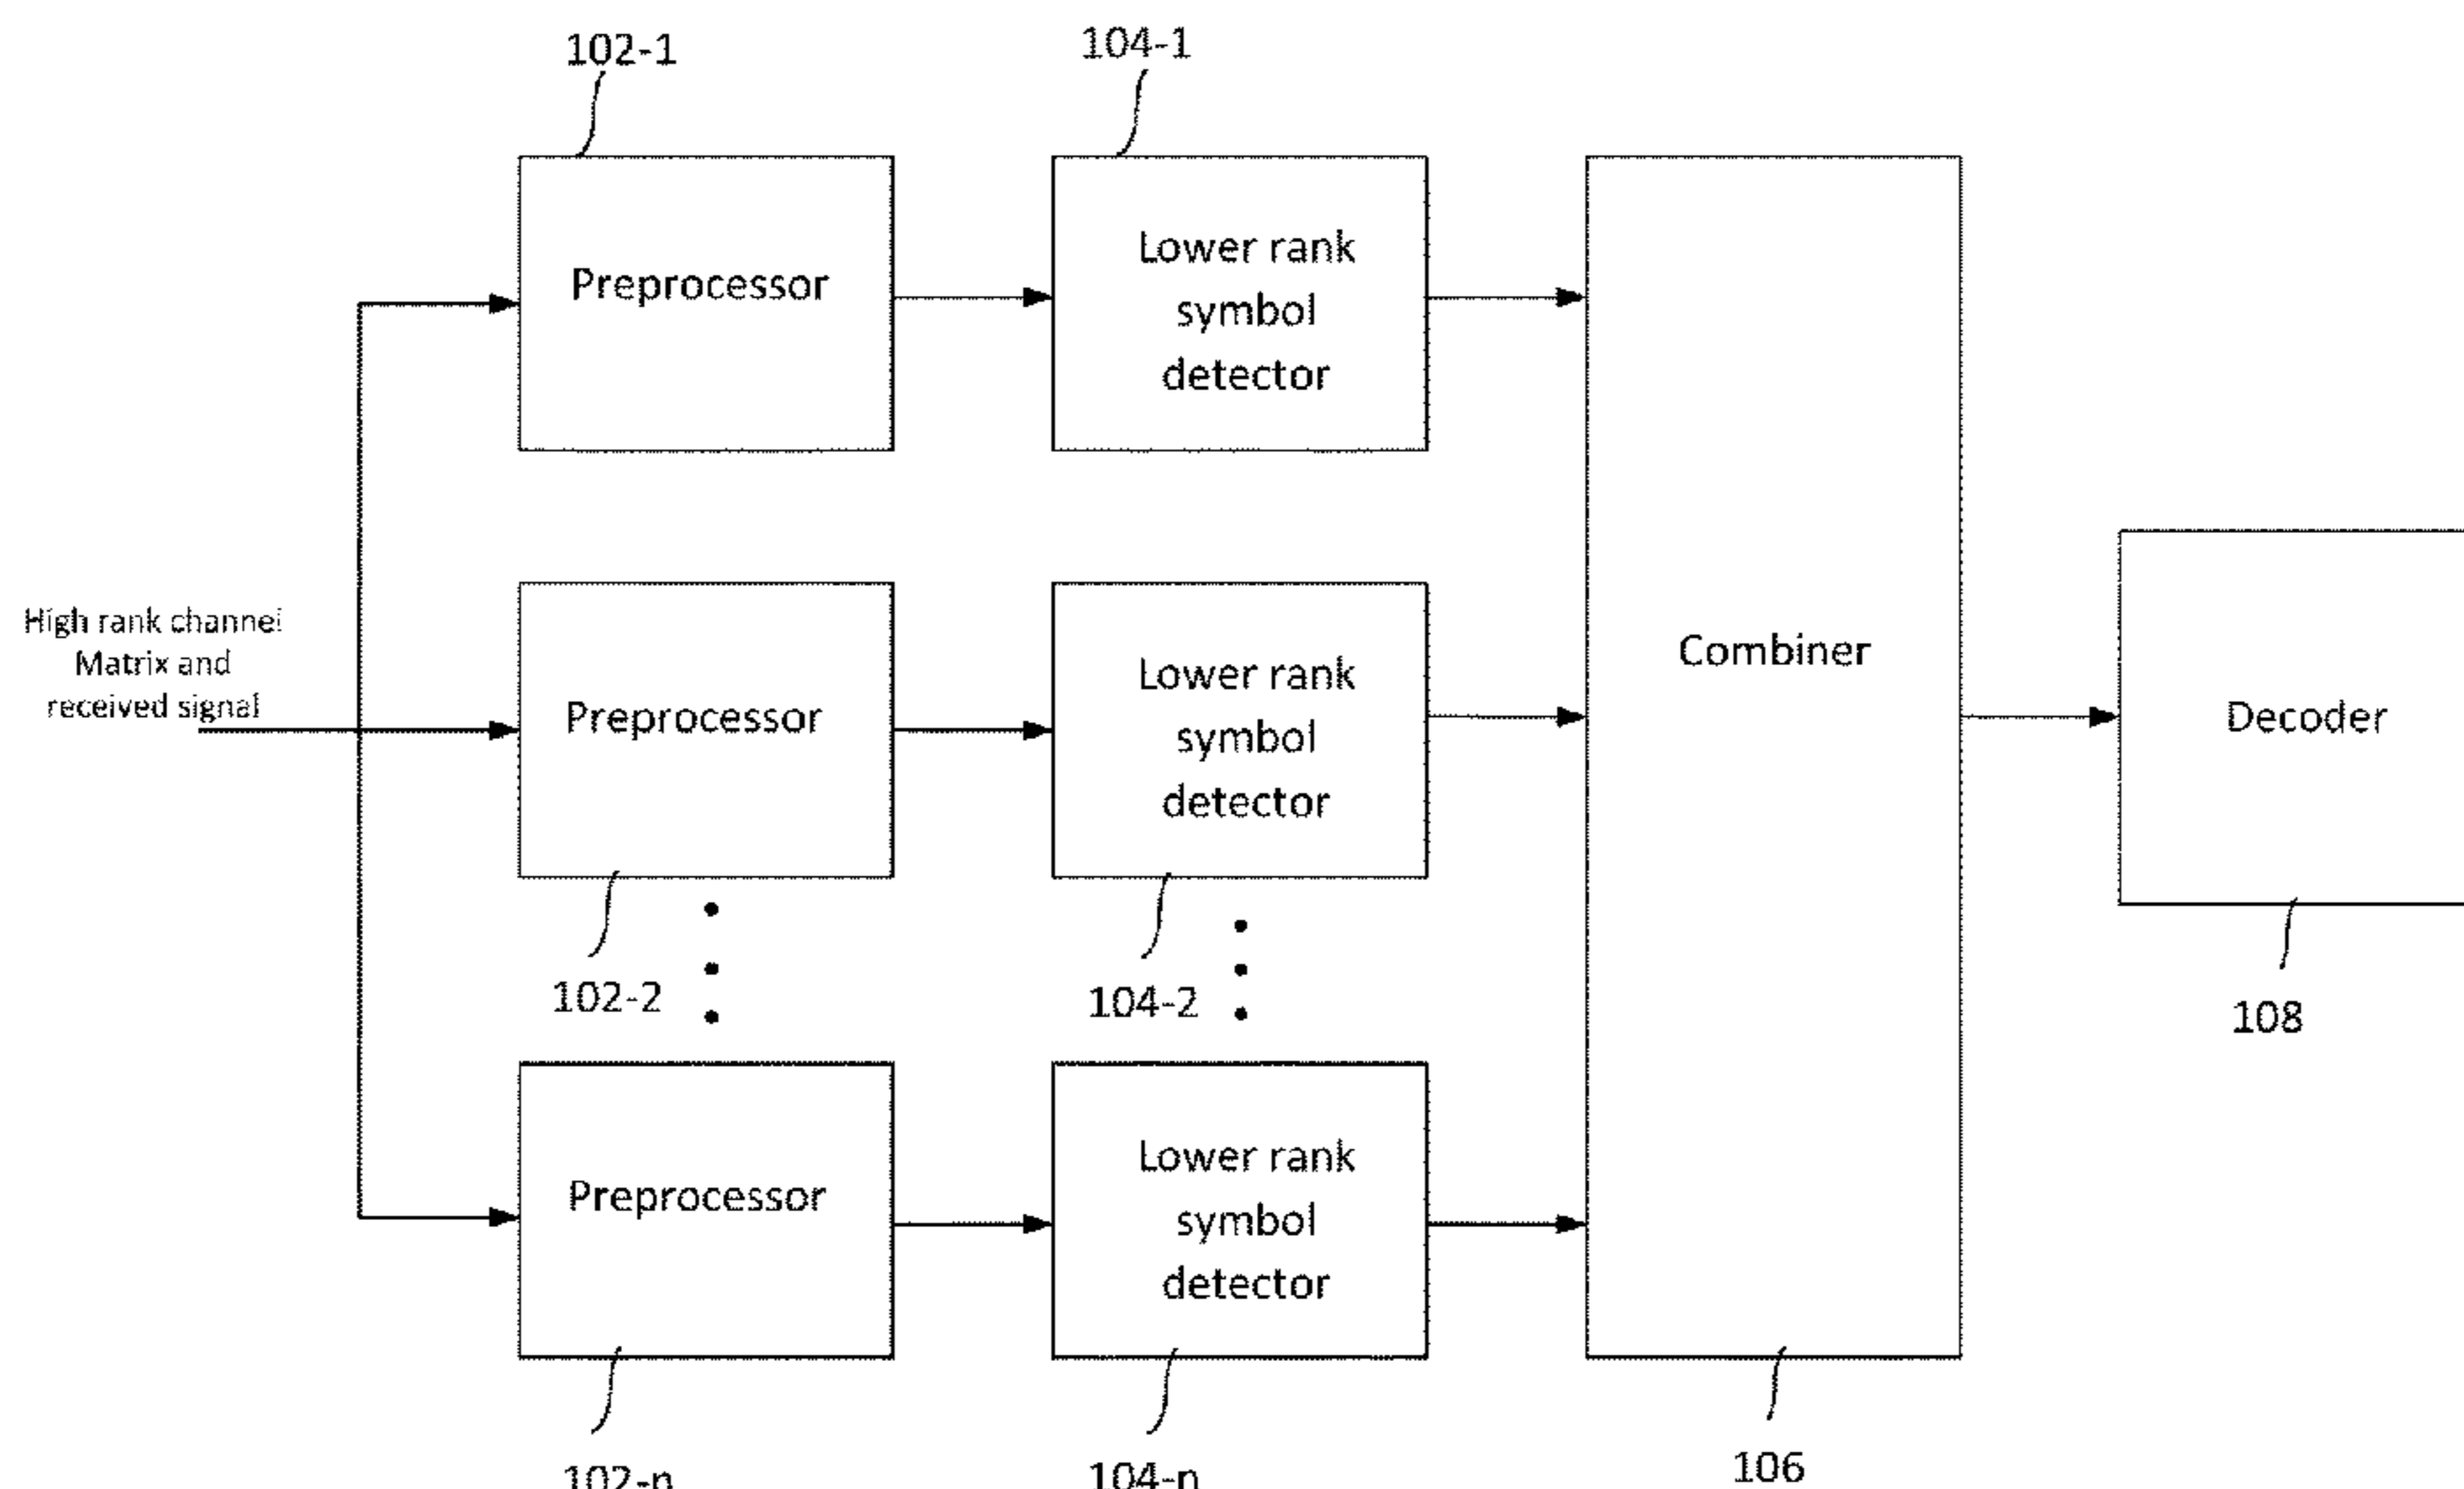 102-1
104-1
Preprocessor
Lower rank
symbol
detector
High rank channel
Matrix and
received signal
Preprocessor
Lower rank
symbol
detector
Combiner
Decoder
102-2
104-2
108
Preprocessor
Lower rank
symbol
detector
102-n
104-n
106